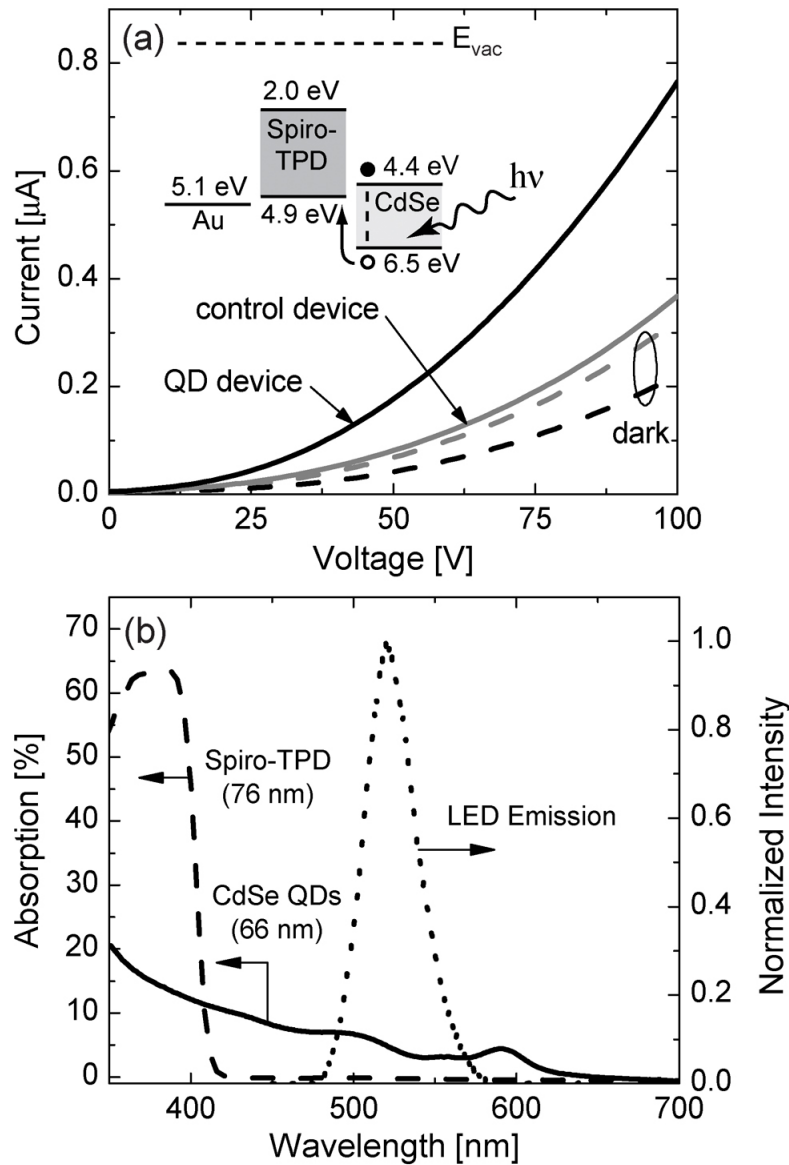 (a)
E_vac
0.8
0.6
0.4
0.2
0.0
Current [μA]
2.0 eV
Spiro-
TPD
4.9 eV
5.1 eV
Au
4.4 eV
CdSe
6.5 eV
hν
control device
QD device
dark
0 25 50 75 100
Voltage [V]
(b)
70
60
50
40
30
20
10
0
Absorption [%]
Spiro-TPD
(76 nm)
CdSe QDs
(66 nm)
LED Emission
1.0
0.8
0.6
0.4
0.2
0.0
Normalized Intensity
400 500 600 700
Wavelength [nm]